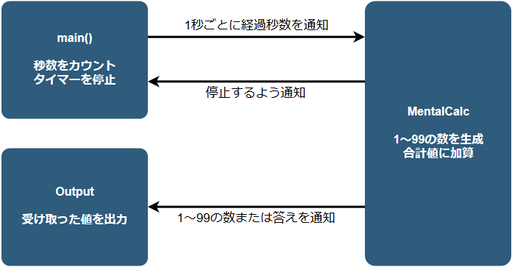 main()
秒数をカウント
タイマーを停止
1秒ごとに経過秒数を通知
停止するよう通知
MentalCalc
1〜99の数を生成
合計値に加算
Output
受け取った値を出力
1〜99の数または答えを通知